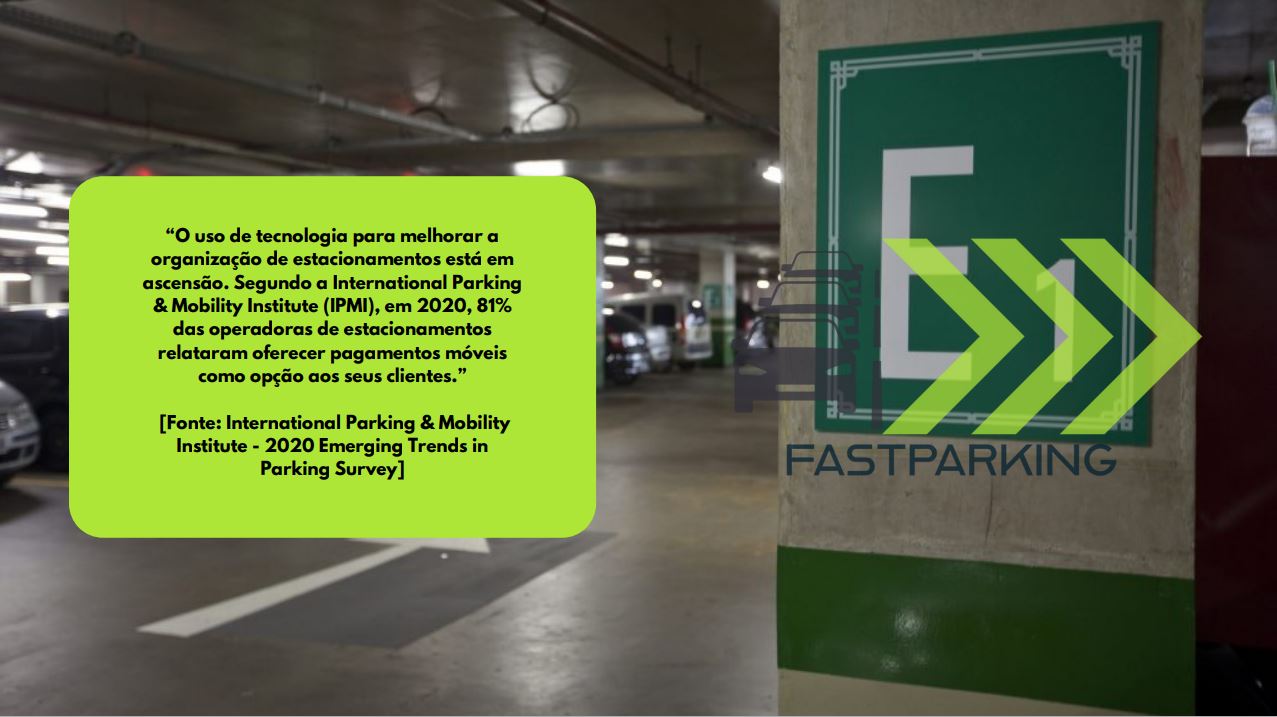 “O uso de tecnologia para melhorar a
organização de estacionamentos está em
ascensão. Segundo a International Parking
& Mobility Institute (IPMI), em 2020, 81%
das operadoras de estacionamentos
relataram oferecer pagamentos móveis
como opção aos seus clientes.”
[Fonte: International Parking & Mobility
Institute - 2020 Emerging Trends in
Parking Survey]
E1
FASTPARKING